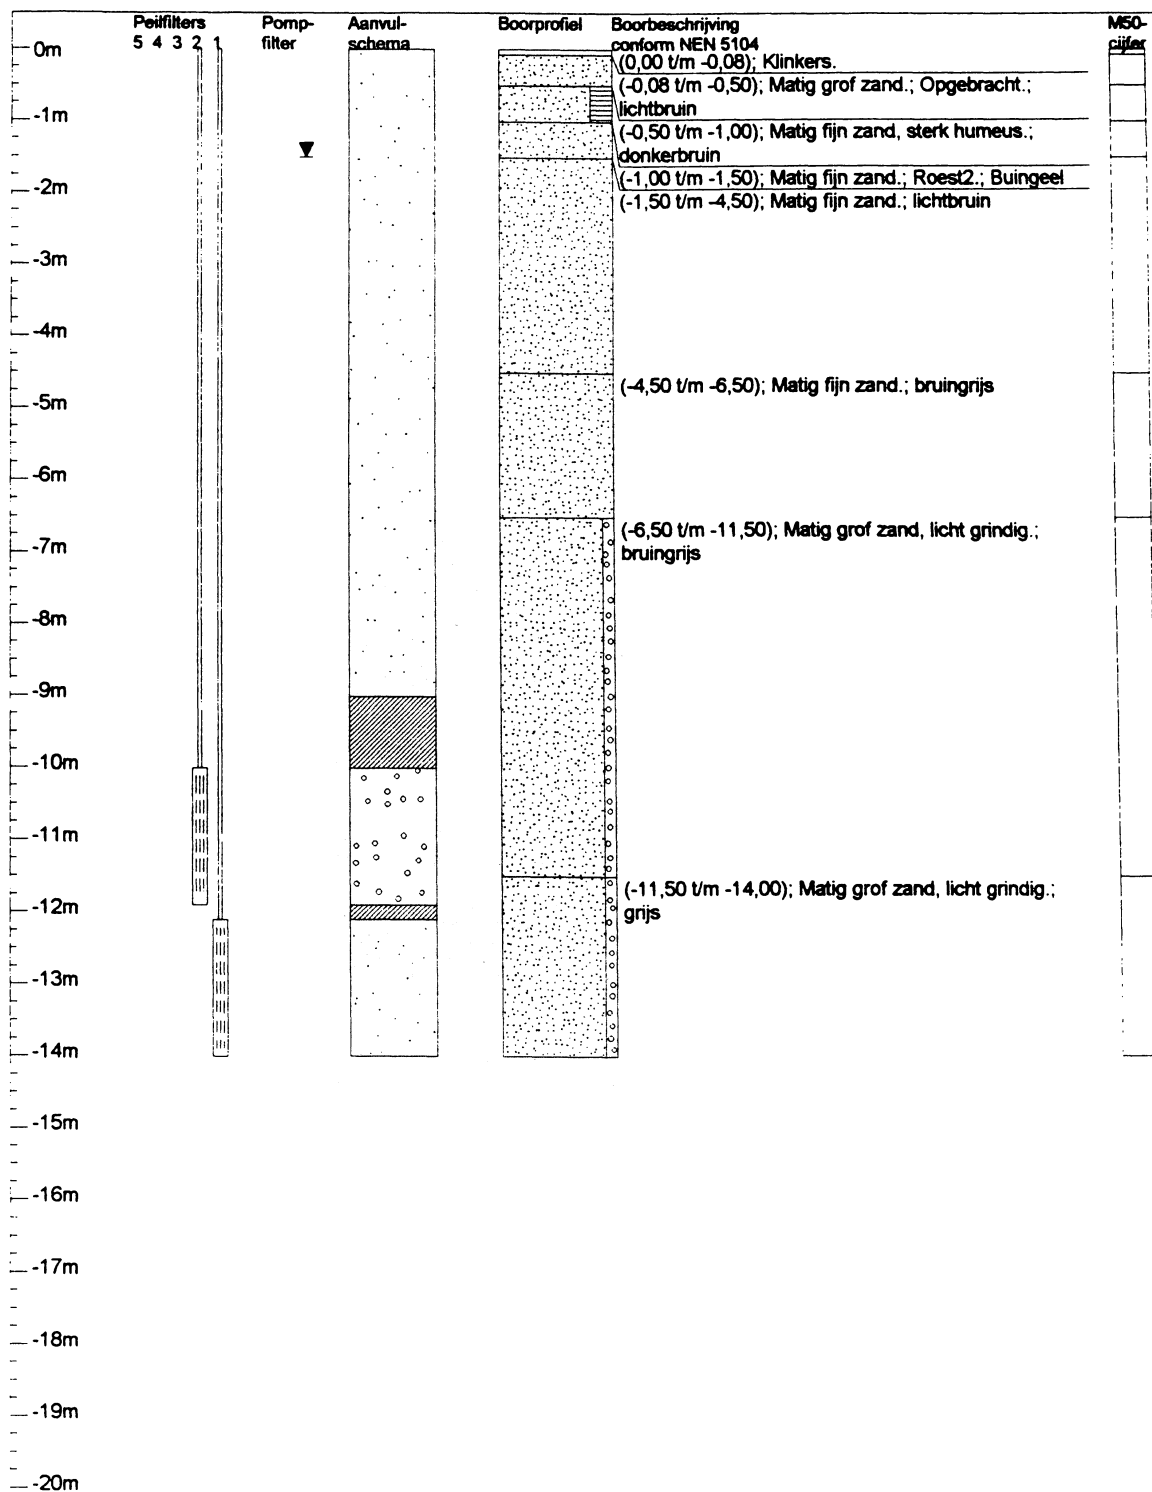 Peilfilters
5 4 3 2 1
Pomp-
filter
Aanvul-
schema
Boorprofiel
Boorbeschrijving
conform NEN 5104
M50-
cijfer
0m
(0,00 t/m -0,08); Klinkers.
(-0,08 t/m -0,50); Matig grof zand.; Opgebracht.;
lichtbruin
-1m
(-0,50 t/m -1,00); Matig fijn zand, sterk humeus.;
donkerbruin
(-1,00 t/m -1,50); Matig fijn zand.; Roest2.; Buingeel
-2m
(-1,50 t/m -4,50); Matig fijn zand.; lichtbruin
-3m
-4m
(-4,50 t/m -6,50); Matig fijn zand.; bruingrijs
-5m
-6m
(-6,50 t/m -11,50); Matig grof zand, licht grindig.;
bruingrijs
-7m
-8m
-9m
-10m
-11m
(-11,50 t/m -14,00); Matig grof zand, licht grindig.;
grijs
-12m
-13m
-14m
-15m
-16m
-17m
-18m
-19m
-20m